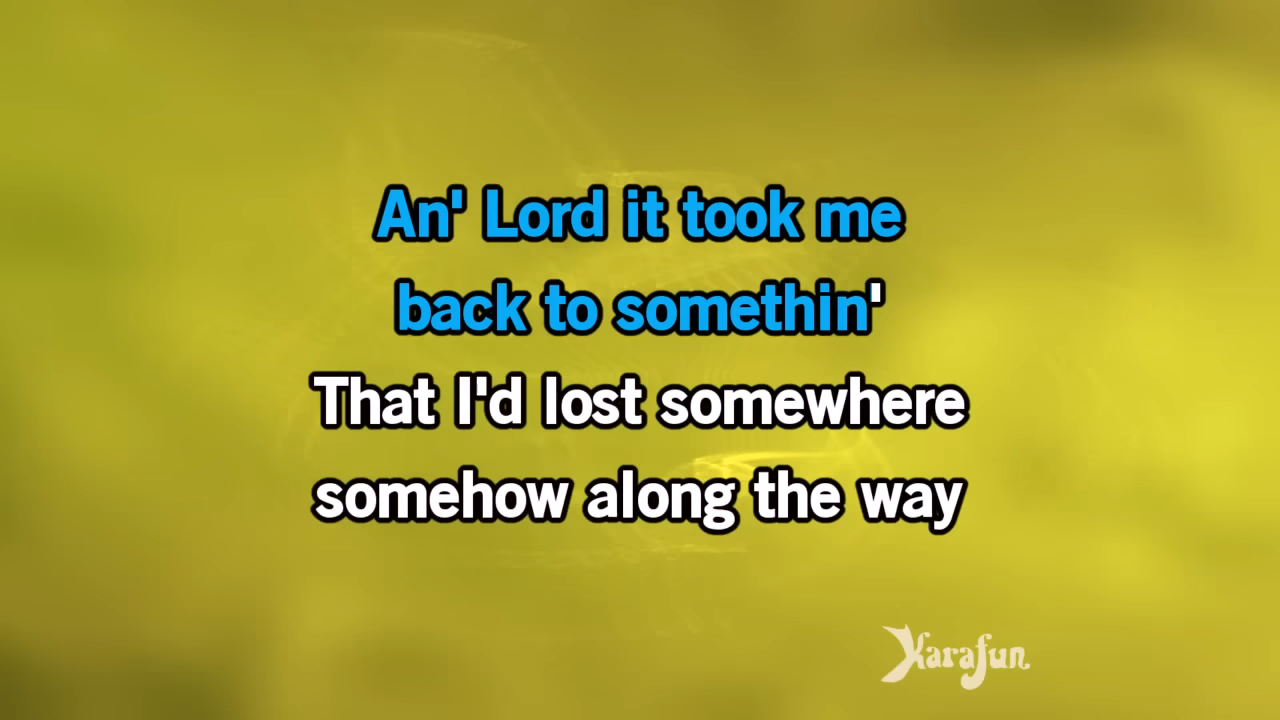 An' Lord it took me
back to somethin'
That I'd lost somewhere
somehow along the way
Karafun